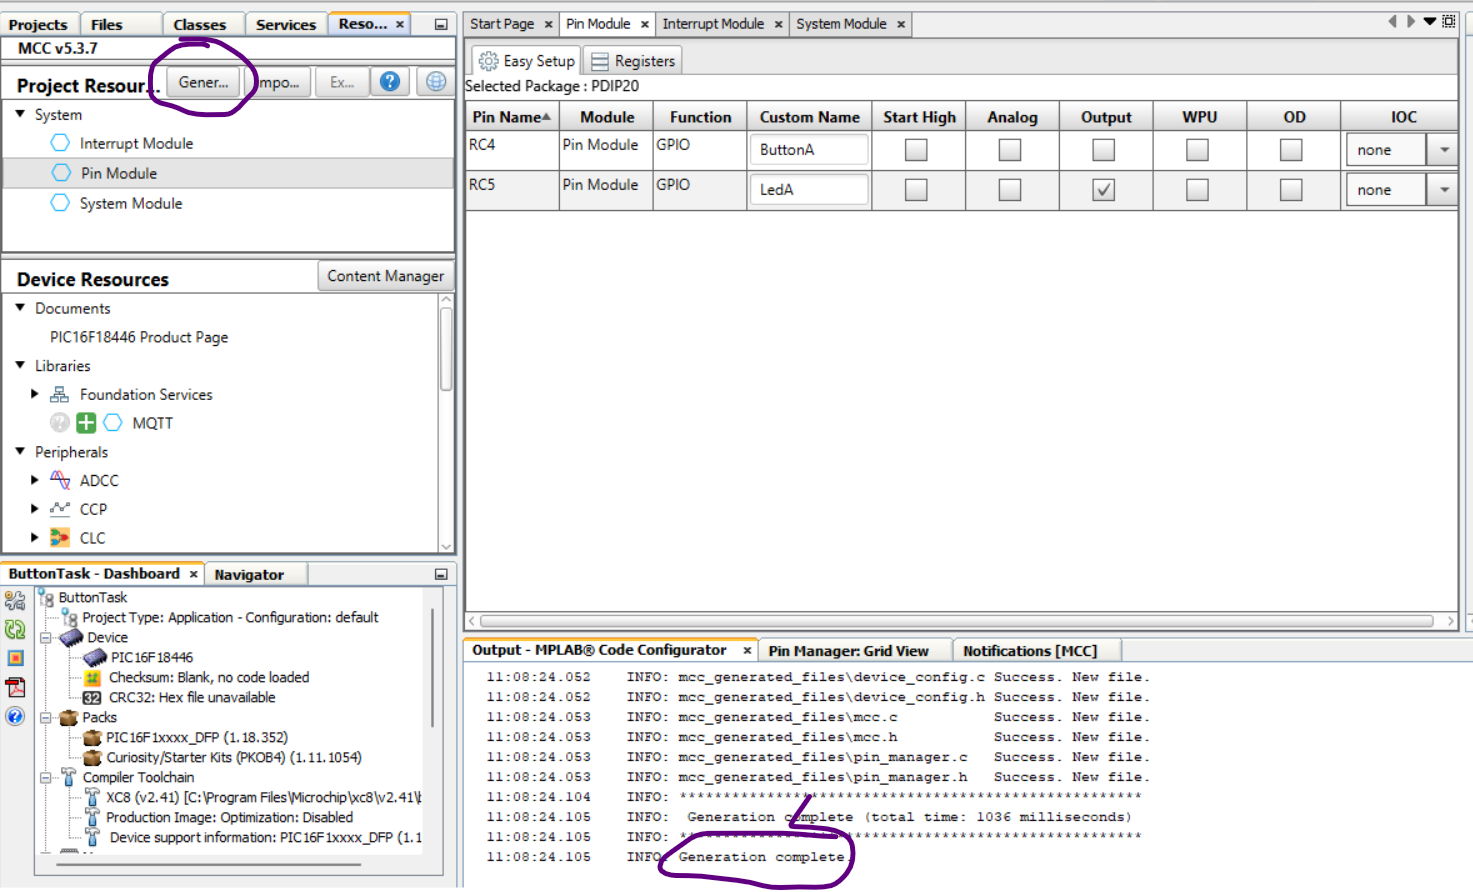 Projects Files Classes Services Reso... ×
MCC v5.3.7
Project Resour... Gener... mpo... Ex... ?
System
Interrupt Module
Pin Module
System Module
Device Resources Content Manager
Documents
PIC16F18446 Product Page
Libraries
Foundation Services
? MQTT
Peripherals
ADCC
CCP
CLC
ButtonTask - Dashboard × Navigator
ButtonTask
Project Type: Application - Configuration: default
Device
PIC16F18446
Checksum: Blank, no code loaded
32 CRC32: Hex file unavailable
Packs
PIC16F1xxxx_DFP (1.18.352)
Curiosity/Starter Kits (PKOB4) (1.11.1054)
Compiler Toolchain
XC8 (v2.41) [C:\Program Files\Microchip\xc8\v2.41\b
Production Image: Optimization: Disabled
Device support information: PIC16F1xxxx_DFP (1.1
Start Page × Pin Module × Interrupt Module × System Module ×
Easy Setup Registers
Selected Package : PDIP20
Pin Name▲ Module Function Custom Name Start High Analog Output WPU OD IOC
RC4 Pin Module GPIO ButtonA none
RC5 Pin Module GPIO LedA ✓ none
Output - MPLAB® Code Configurator × Pin Manager: Grid View Notifications [MCC]
11:08:24.052 INFO: mcc_generated_files\device_config.c Success. New file.
11:08:24.052 INFO: mcc_generated_files\device_config.h Success. New file.
11:08:24.053 INFO: mcc_generated_files\mcc.c Success. New file.
11:08:24.053 INFO: mcc_generated_files\mcc.h Success. New file.
11:08:24.053 INFO: mcc_generated_files\pin_manager.c Success. New file.
11:08:24.053 INFO: mcc_generated_files\pin_manager.h Success. New file.
11:08:24.104 INFO: *****************************************************
11:08:24.105 INFO: Generation complete (total time: 1036 milliseconds)
11:08:24.105 INFO: *****************************************************
11:08:24.105 INFO: Generation complete.